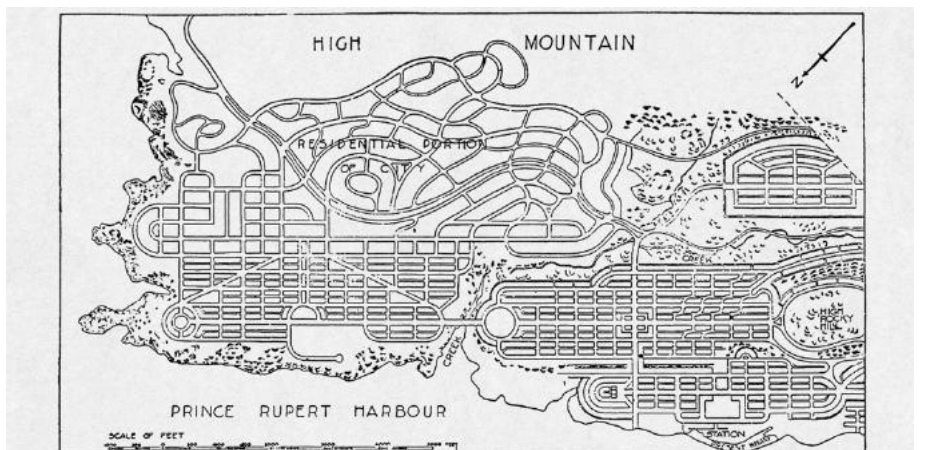 HIGH MOUNTAIN
N
RESIDENTIAL PORTION
OF CITY
CREEK
HIGH
ROCKY
HILL
CREEK
PRINCE RUPERT HARBOUR
STATION
SCALE OF FEET